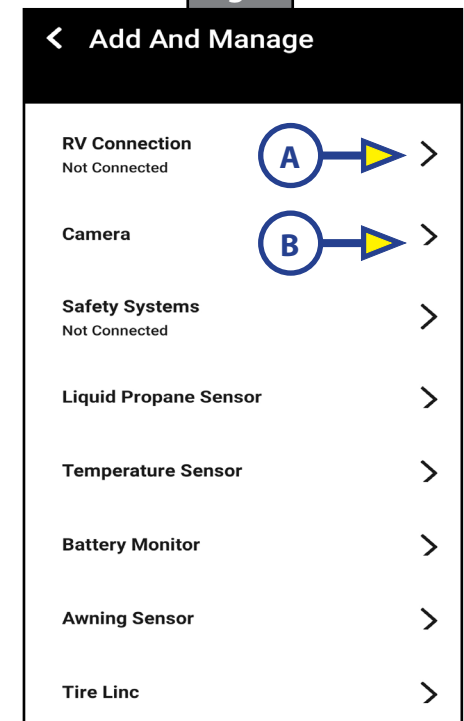 Add And Manage
RV Connection
Not Connected
A
Camera
B
Safety Systems
Not Connected
Liquid Propane Sensor
Temperature Sensor
Battery Monitor
Awning Sensor
Tire Linc